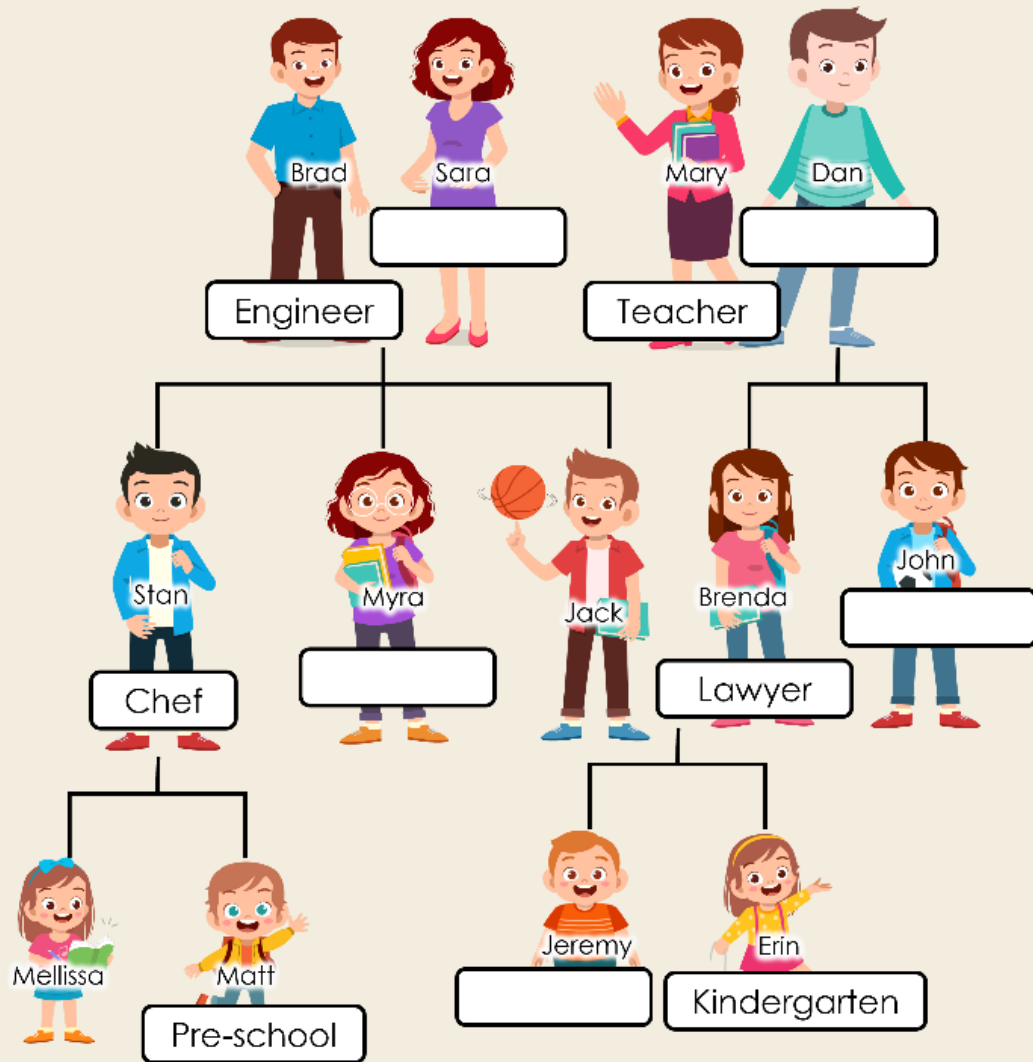 Brad
Sara
Mary
Dan
Engineer
Teacher
Stan
Myra
Jack
Brenda
John
Chef
Lawyer
Mellissa
Matt
Jeremy
Erin
Pre-school
Kindergarten